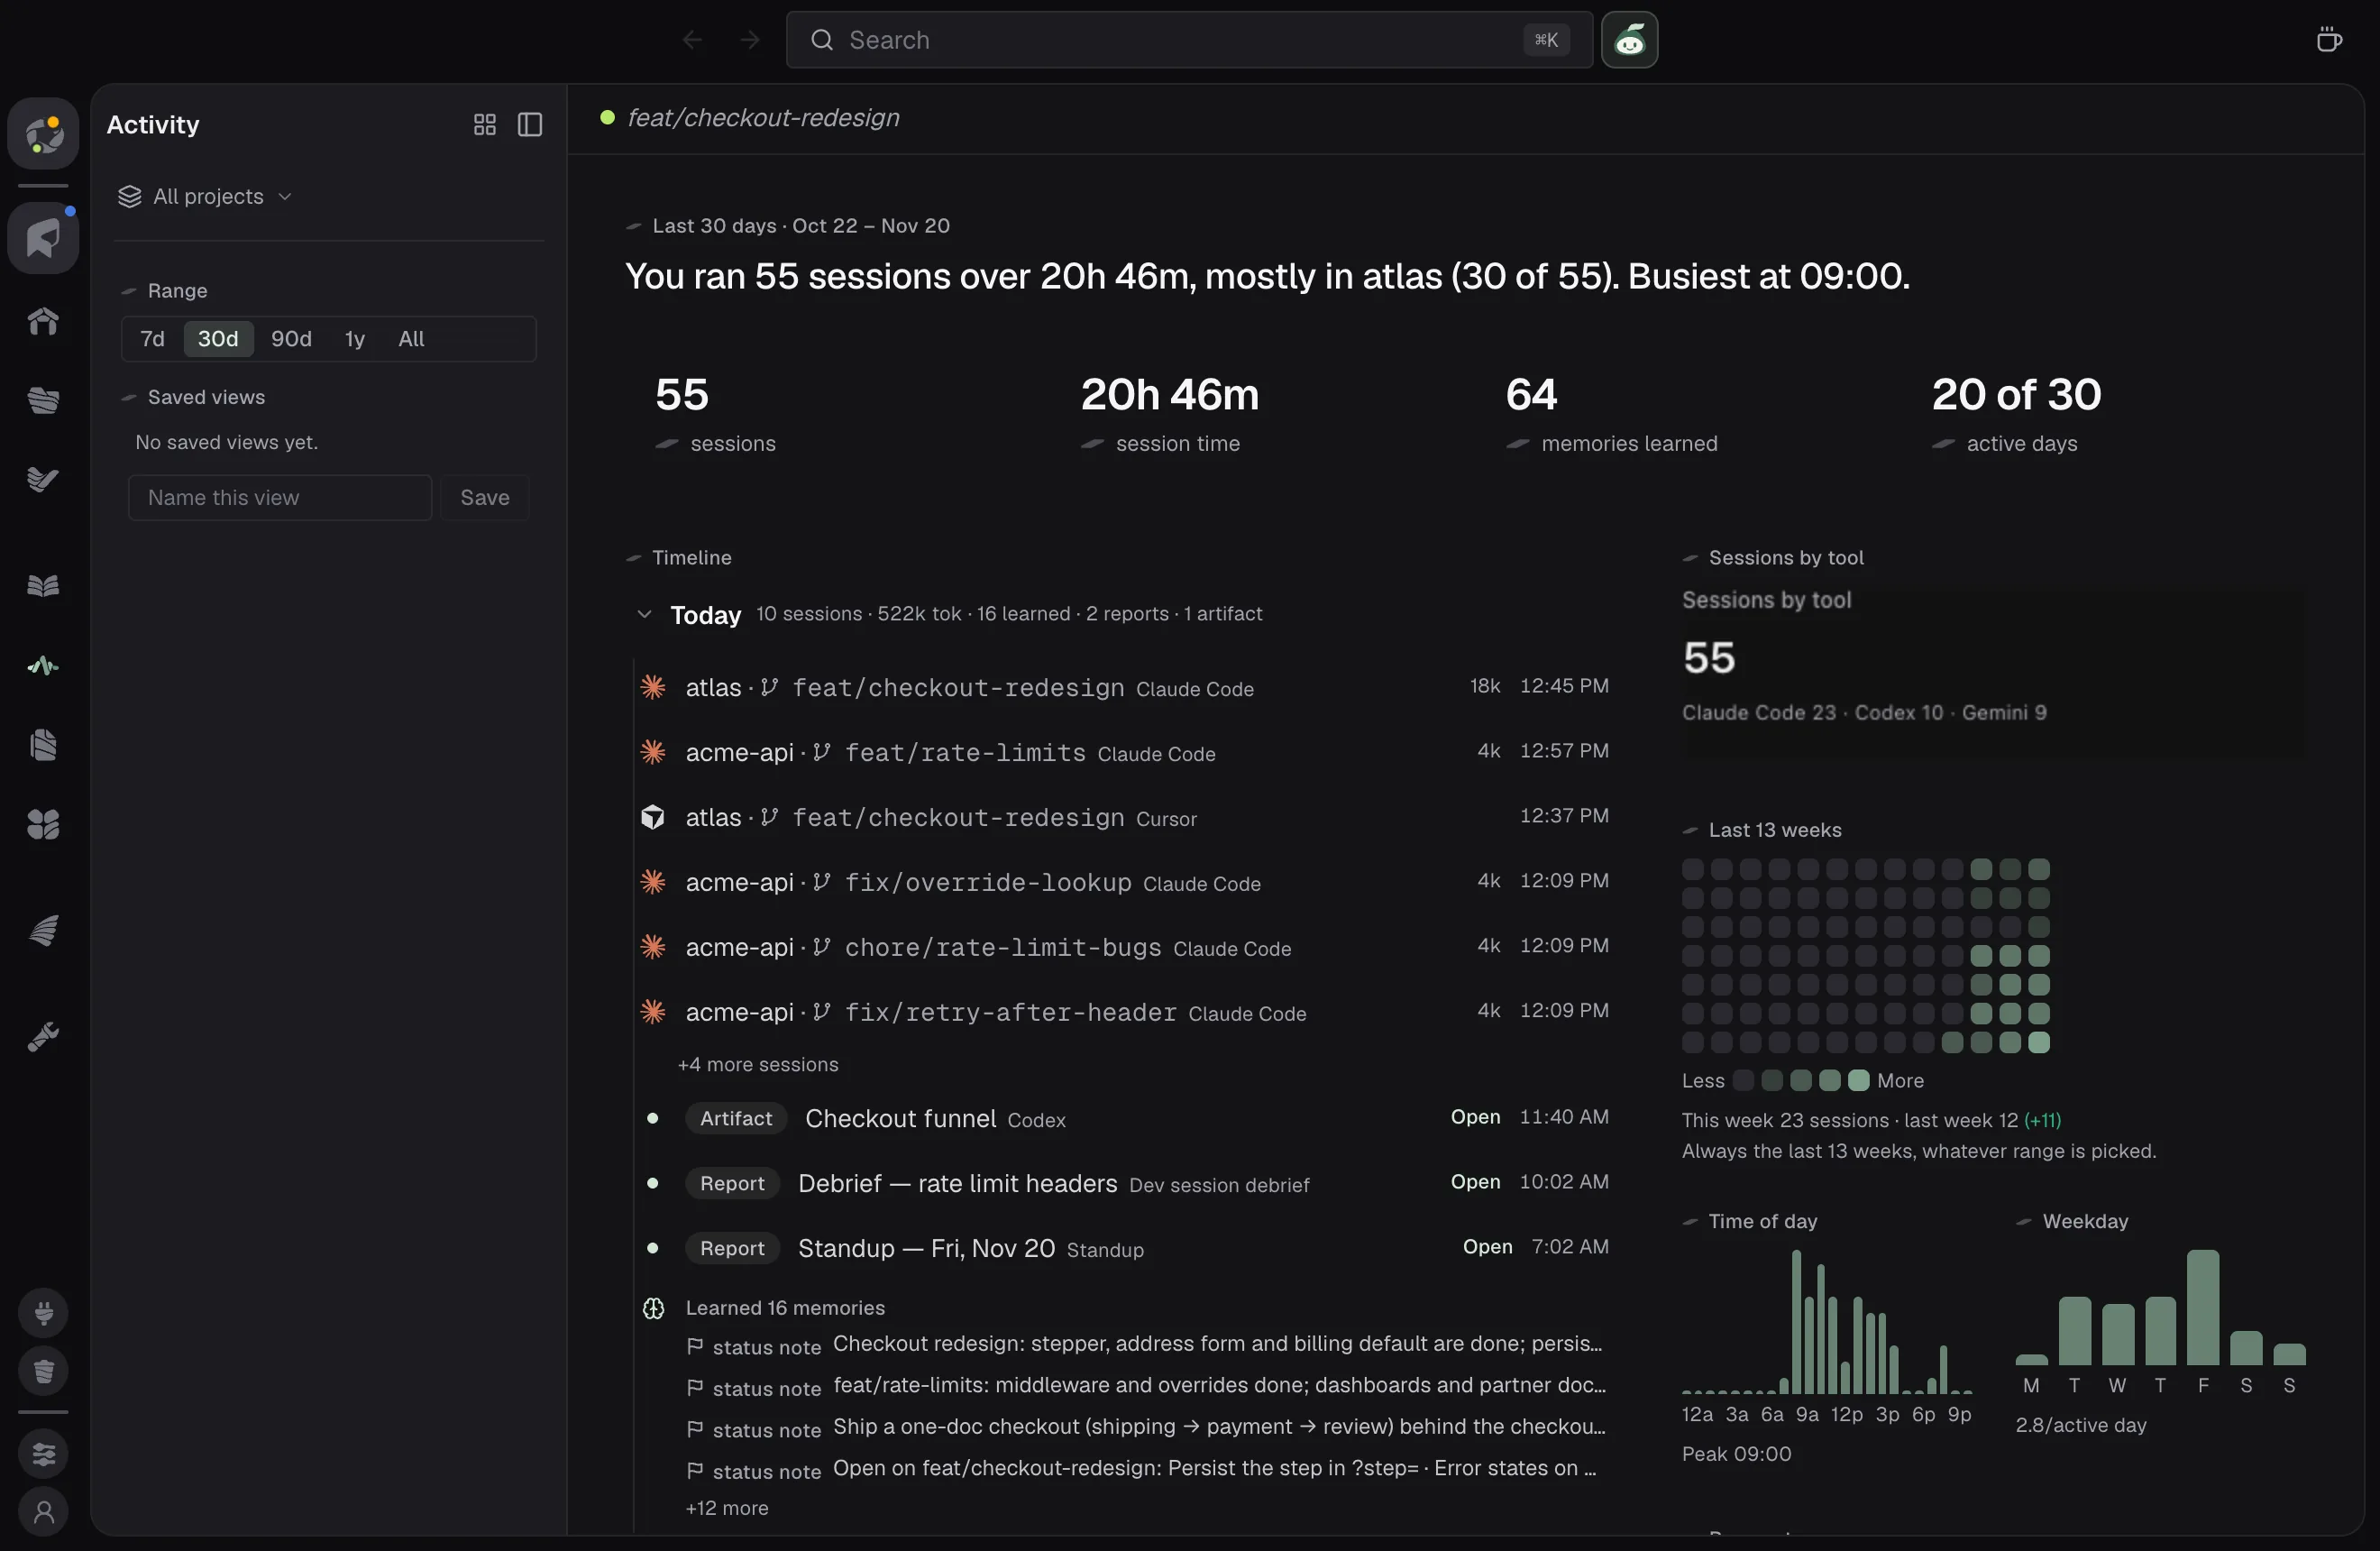 Search
⌘K
Activity
feat/checkout-redesign
All projects
Range
7d 30d 90d 1y All
Saved views
No saved views yet.
Name this view
Save
Last 30 days · Oct 22 – Nov 20
You ran 55 sessions over 20h 46m, mostly in atlas (30 of 55). Busiest at 09:00.
55
sessions
20h 46m
session time
64
memories learned
20 of 30
active days
Timeline
Today 10 sessions · 522k tok · 16 learned · 2 reports · 1 artifact
atlas · feat/checkout-redesign Claude Code 18k 12:45 PM
acme-api · feat/rate-limits Claude Code 4k 12:57 PM
atlas · feat/checkout-redesign Cursor 12:37 PM
acme-api · fix/override-lookup Claude Code 4k 12:09 PM
acme-api · chore/rate-limit-bugs Claude Code 4k 12:09 PM
acme-api · fix/retry-after-header Claude Code 4k 12:09 PM
+4 more sessions
Artifact Checkout funnel Codex Open 11:40 AM
Report Debrief — rate limit headers Dev session debrief Open 10:02 AM
Report Standup — Fri, Nov 20 Standup Open 7:02 AM
Learned 16 memories
status note Checkout redesign: stepper, address form and billing default are done; persis...
status note feat/rate-limits: middleware and overrides done; dashboards and partner doc...
status note Ship a one-doc checkout (shipping → payment → review) behind the checkou...
status note Open on feat/checkout-redesign: Persist the step in ?step= · Error states on ...
+12 more
Sessions by tool
Sessions by tool
55
Claude Code 23 · Codex 10 · Gemini 9
Last 13 weeks
Less More
This week 23 sessions · last week 12 (+11)
Always the last 13 weeks, whatever range is picked.
Time of day
12a 3a 6a 9a 12p 3p 6p 9p
Peak 09:00
Weekday
M T W T F S S
2.8/active day